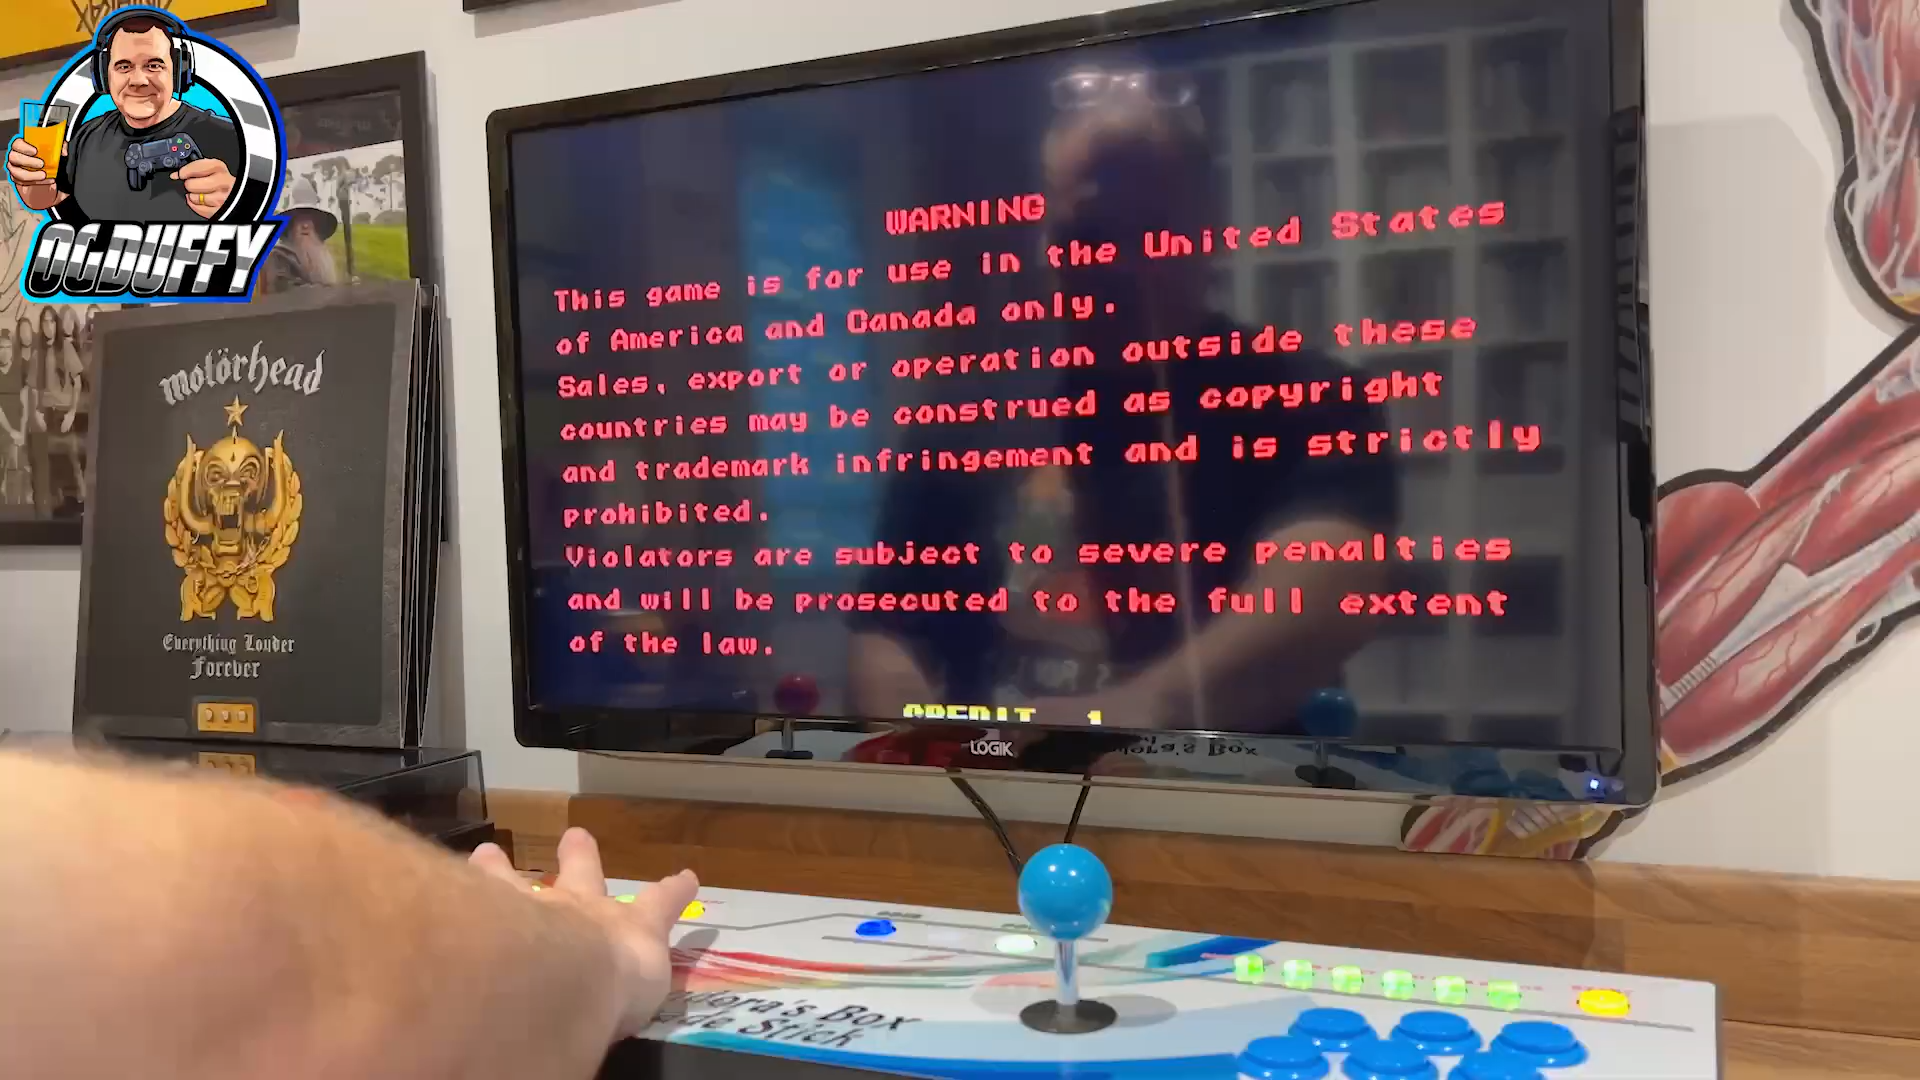 OGDUFFY
motörhead
Everything Louder
Forever
WARNING
This game is for use in the United States
of America and Canada only.
Sales, export or operation outside these
countries may be construed as copyright
and trademark infringement and is strictly
prohibited.
Violators are subject to severe penalties
and will be prosecuted to the full extent
of the law.
CREDIT 1
LOGIK
dora's Box
Stick